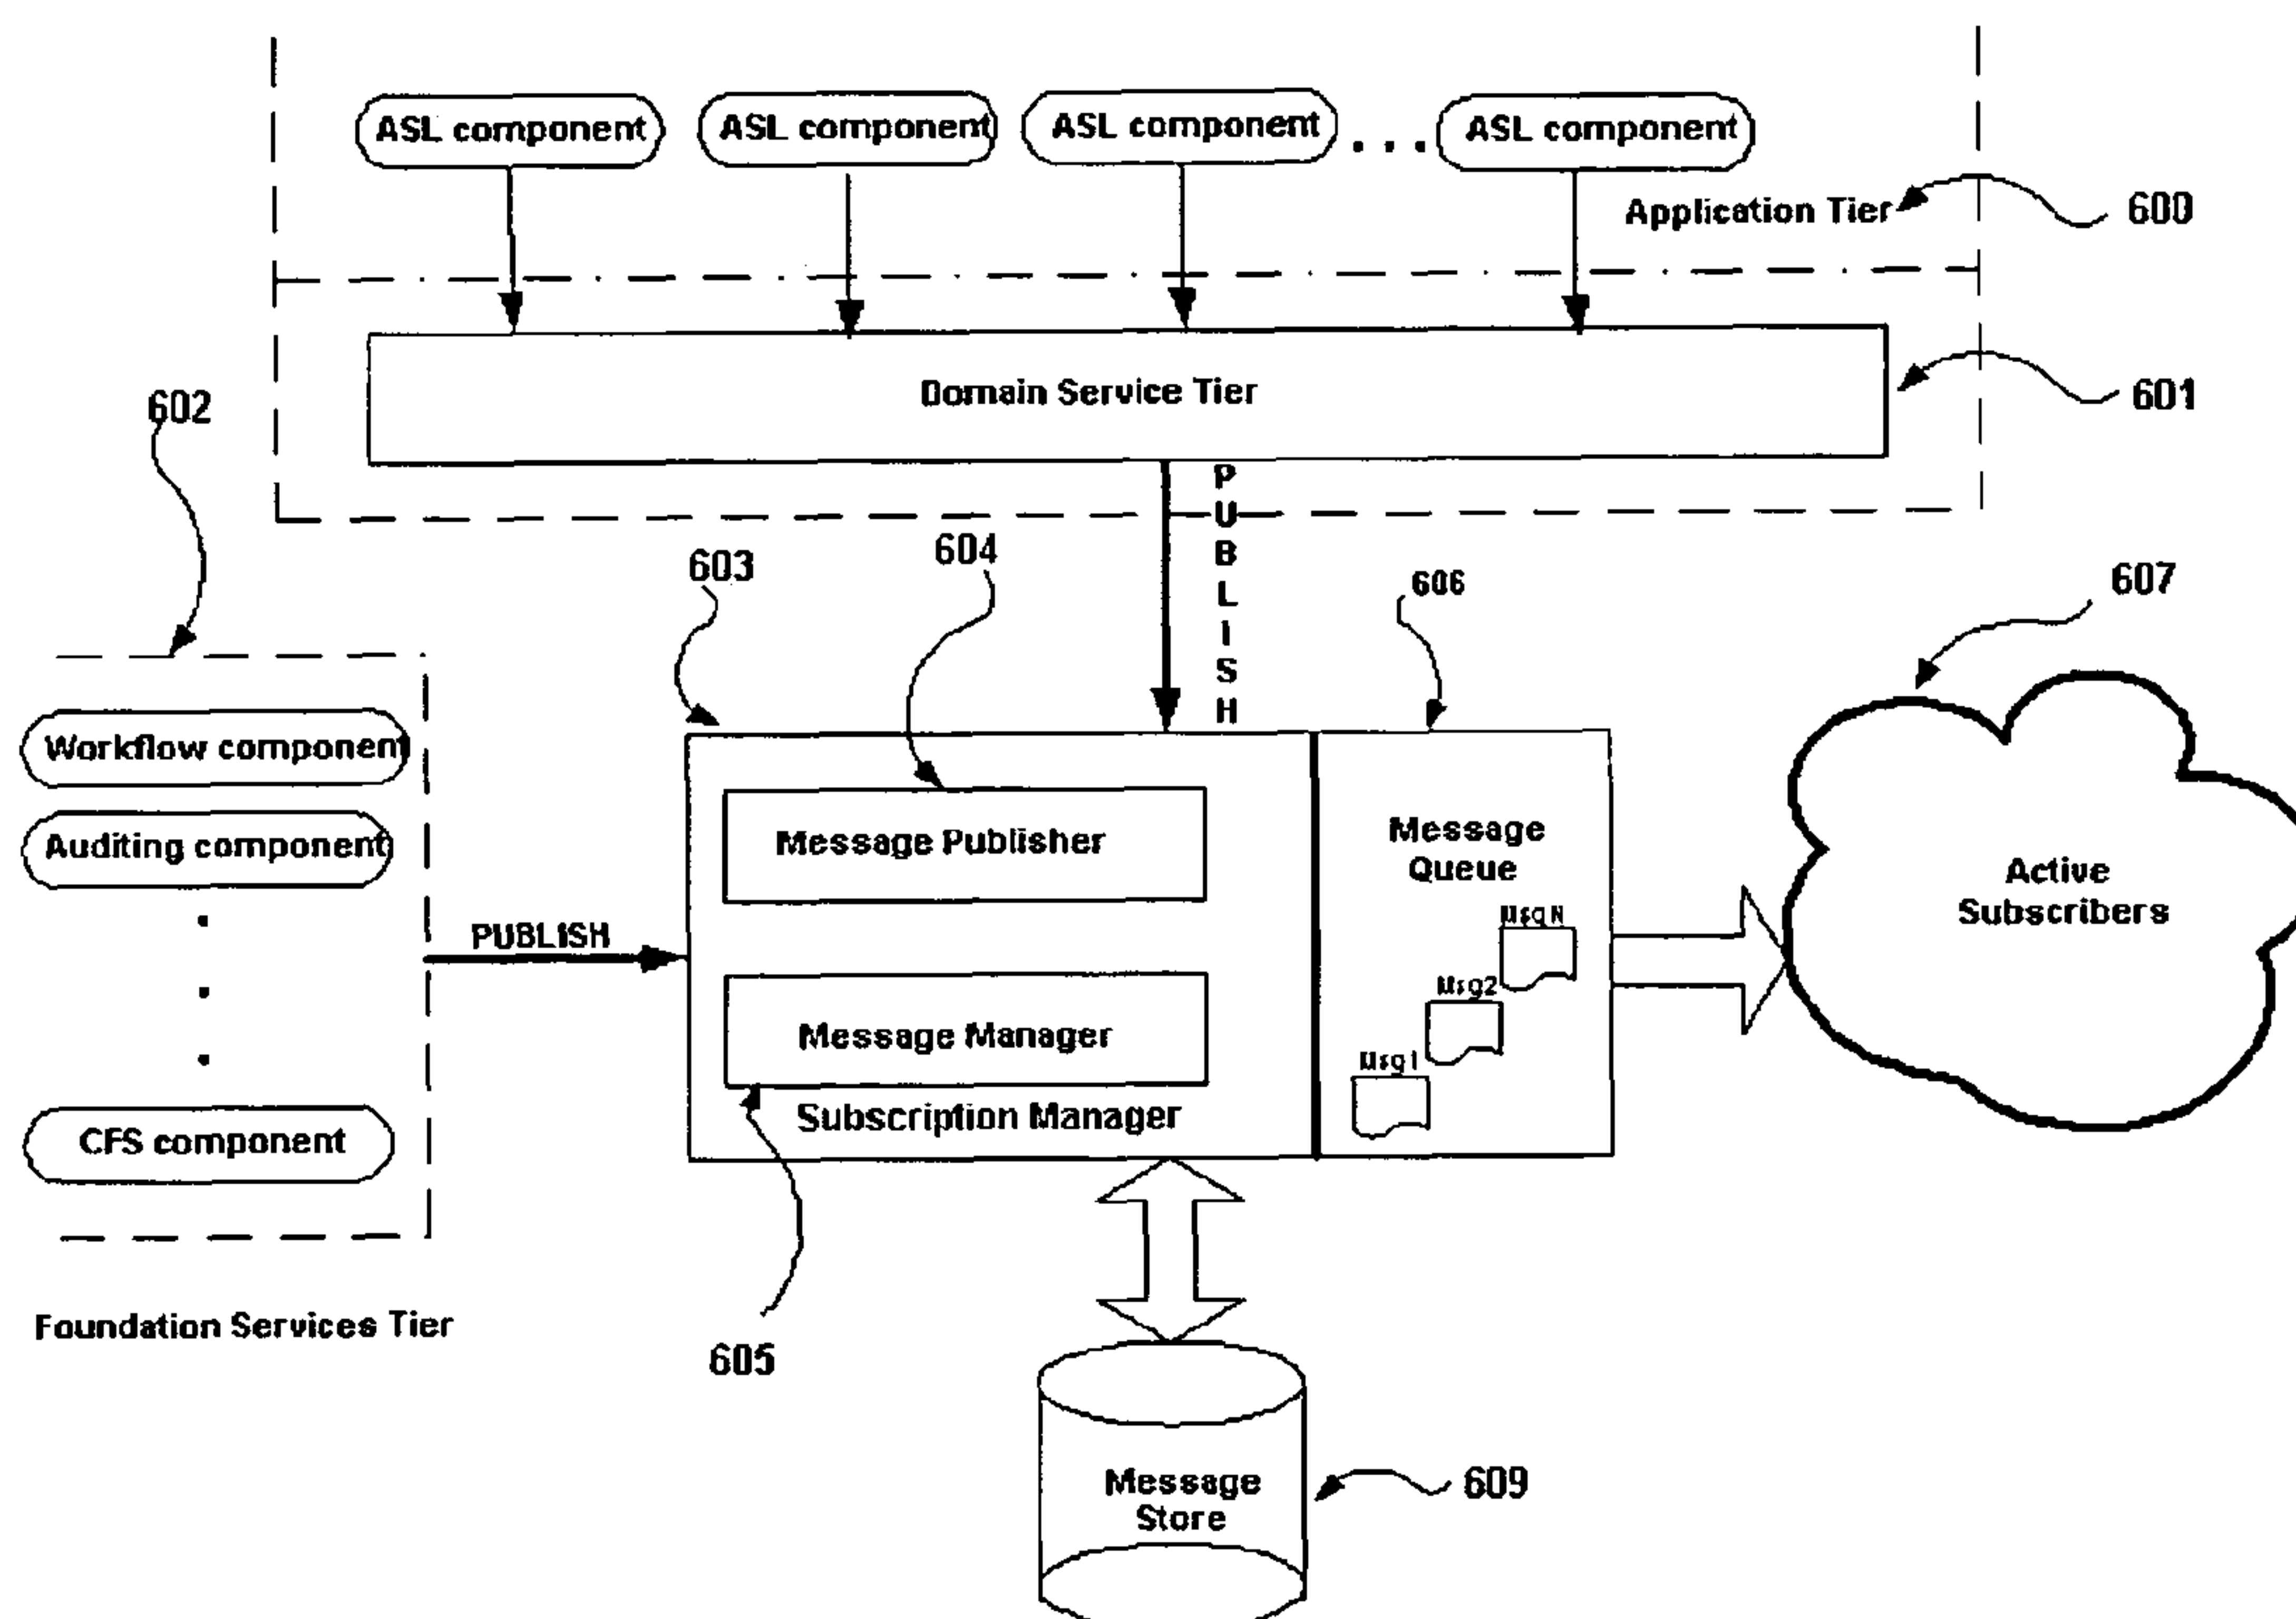 ASL component
ASL component
ASL component
...
ASL component
Application Tier
600
Domain Service Tier
601
602
PUBLISH
603
604
606
607
Workflow component
Auditing component
CFS component
Foundation Services Tier
PUBLISH
Message Publisher
Message Manager
Subscription Manager
605
Message
Queue
MsgN
Msg2
Msg1
Active
Subscribers
Message
Store
609